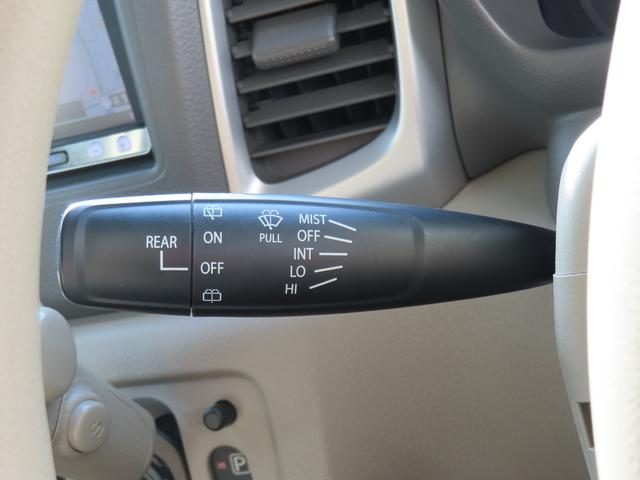 REAR
ON
OFF
PULL
MIST
OFF
INT
LO
HI
P